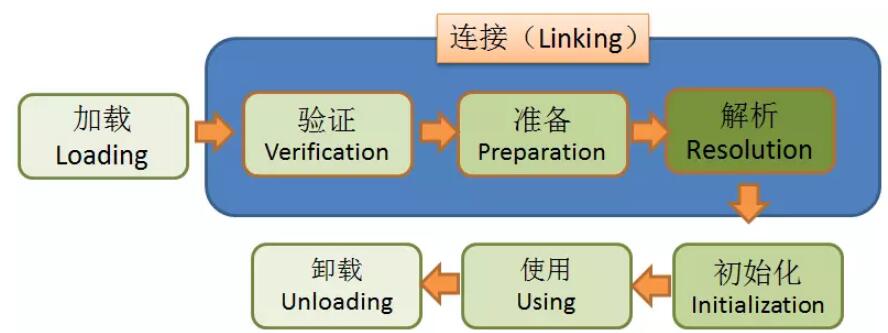 连接（Linking）
加载
Loading
验证
Verification
准备
Preparation
解析
Resolution
初始化
Initialization
使用
Using
卸载
Unloading